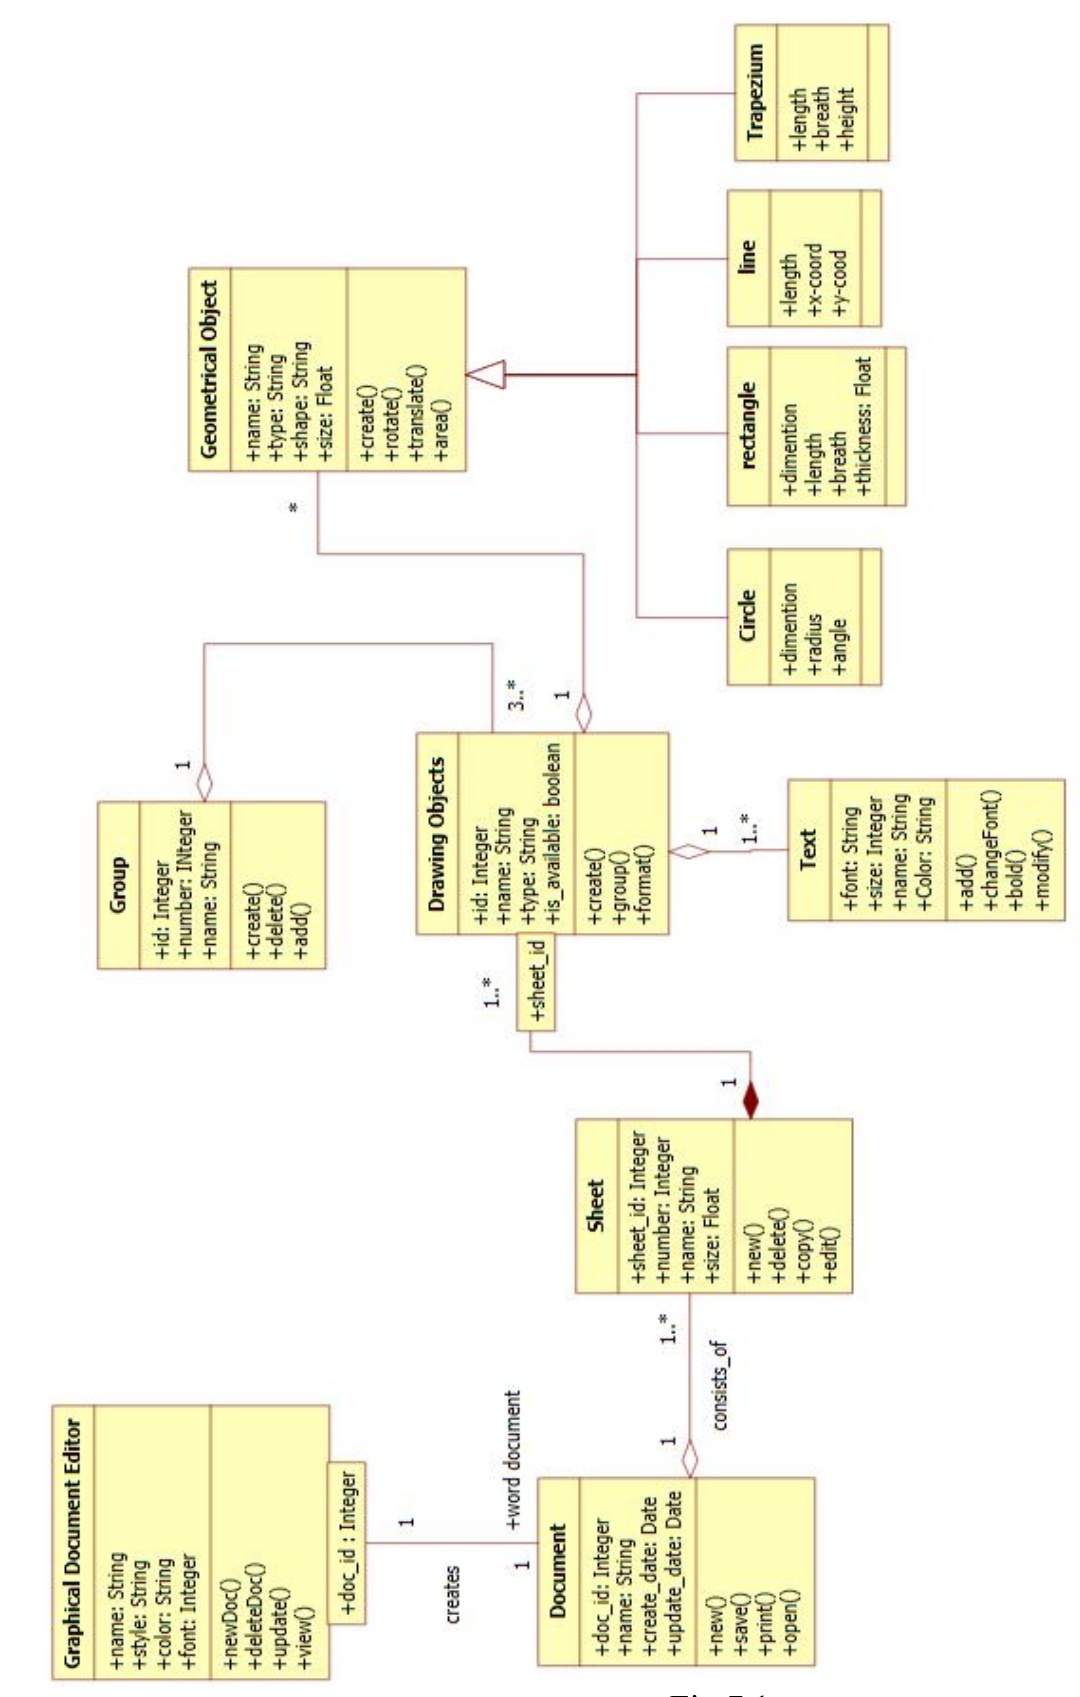 Graphical Document Editor
+name: String
+style: String
+color: String
+font: Integer
+newDoc()
+deleteDoc()
+update()
+view()
+doc_id : Integer
1
creates
1
+word document
Document
+doc_id: Integer
+name: String
+create_date: Date
+update_date: Date
+new()
+save()
+print()
+open()
1
consists_of
1..*
Sheet
+sheet_id: Integer
+number: Integer
+name: String
+size: Float
+new()
+delete()
+copy()
+edit()
1
1..*
+sheet_id
Group
+id: Integer
+number: INteger
+name: String
+create()
+delete()
+add()
1
3..*
Drawing Objects
+id: Integer
+name: String
+type: String
+is_available: boolean
+create()
+group()
+format()
1
1..*
Text
+font: String
+size: Integer
+name: String
+Color: String
+add()
+changeFont()
+bold()
+modify()
1
*
Geometrical Object
+name: String
+type: String
+shape: String
+size: Float
+create()
+rotate()
+translate()
+area()
Circle
+dimention
+radius
+angle
rectangle
+dimention
+length
+breath
+thickness: Float
line
+length
+x-coord
+y-cood
Trapezium
+length
+breath
+height